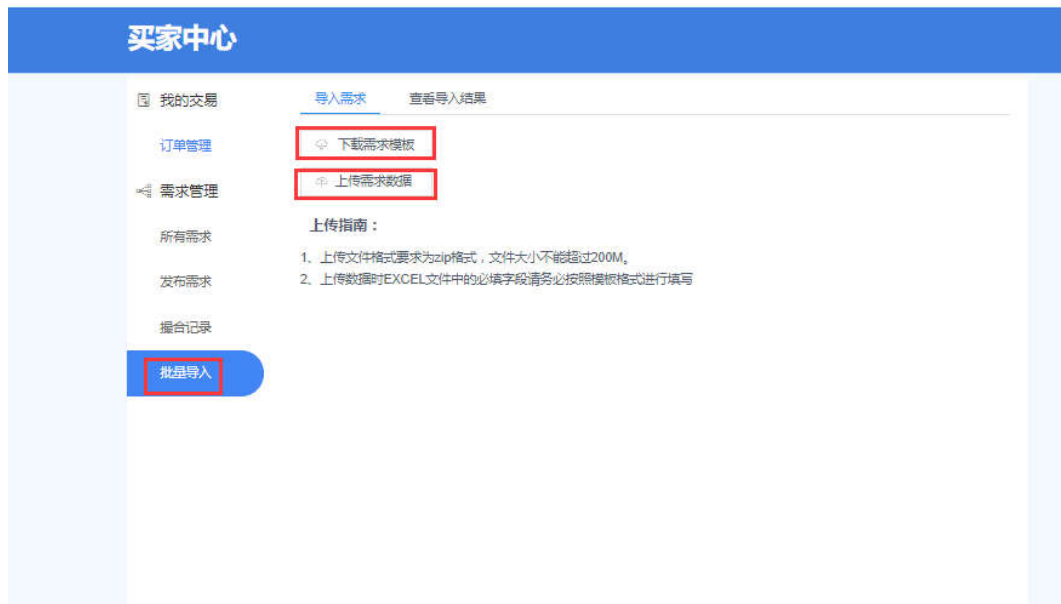 买家中心
我的交易
订单管理
需求管理
所有需求
发布需求
撮合记录
批量导入
导入需求 查看导入结果
下载需求模板
上传需求数据
上传指南：
1、上传文件格式要求为zip格式，文件大小不能超过200M。
2、上传数据时EXCEL文件中的必填字段请务必按照模板格式进行填写